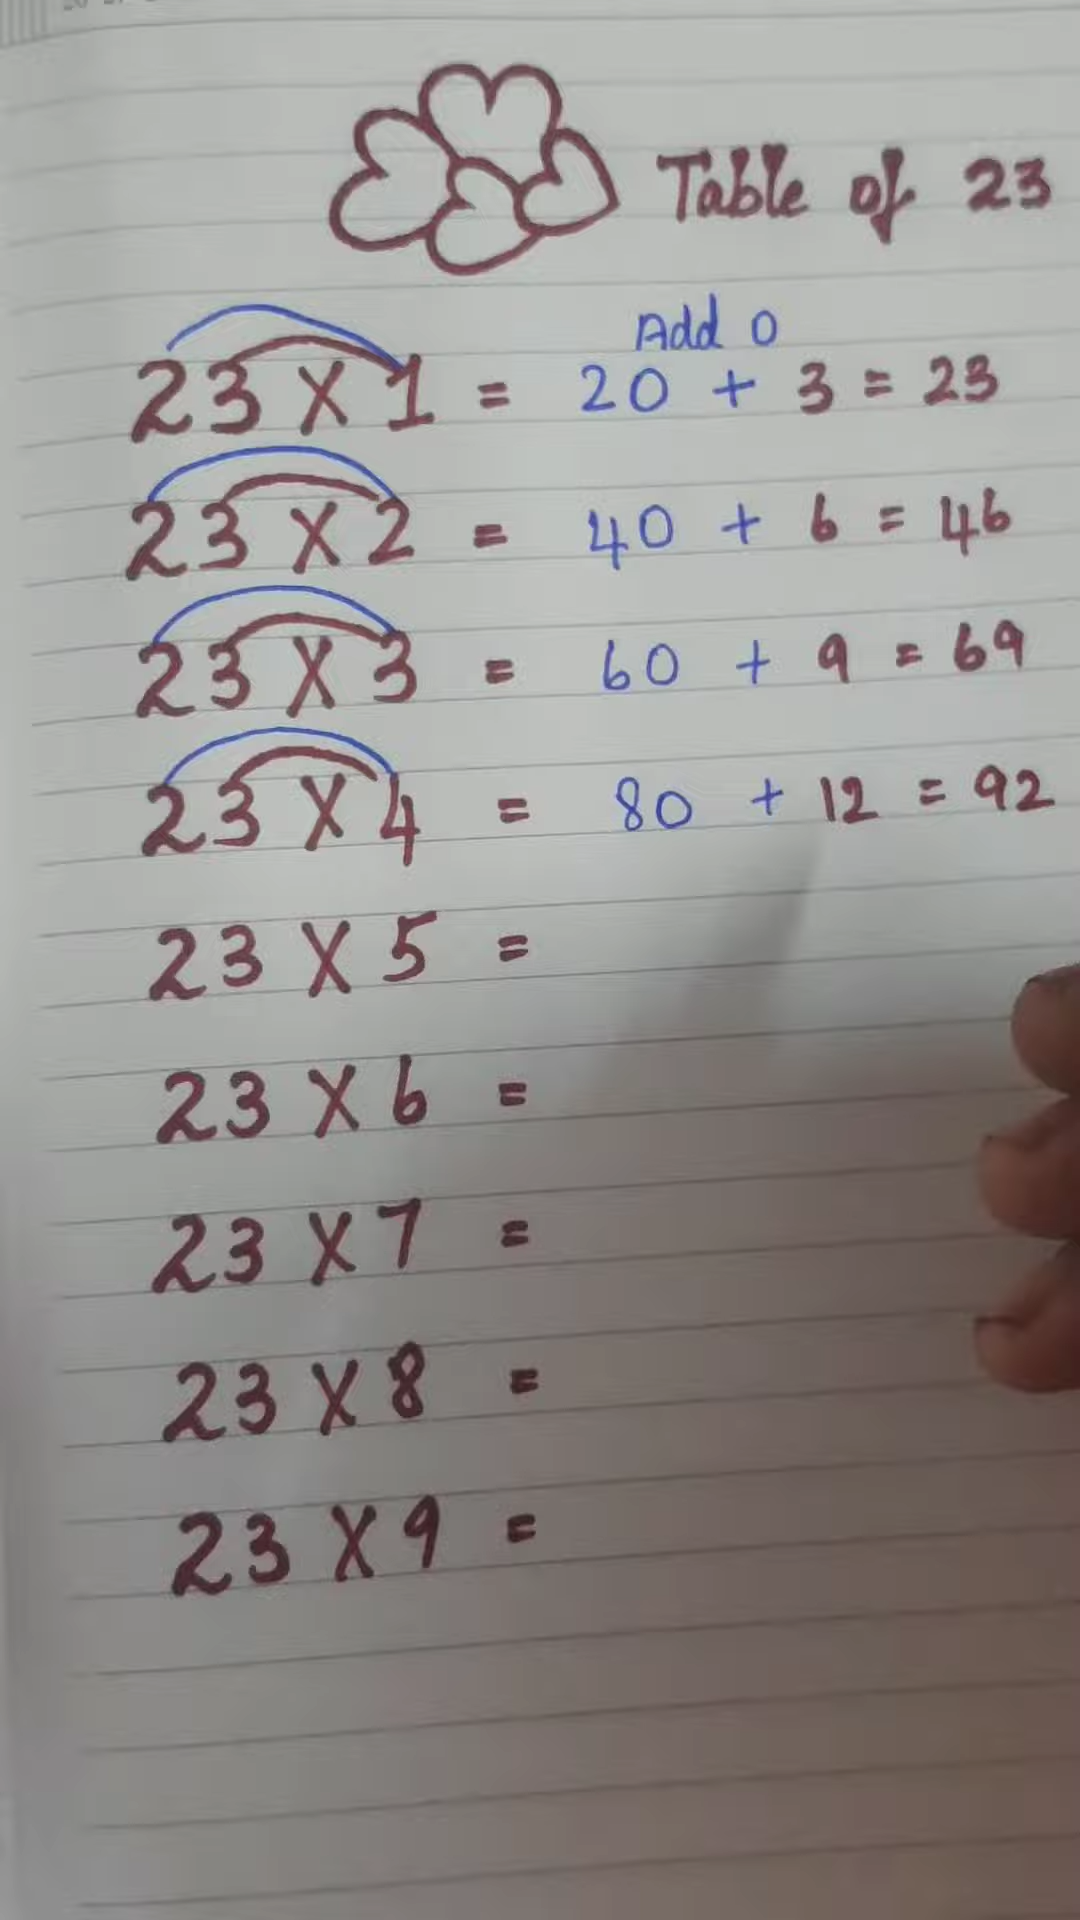 Table of 23
Add 0
23 X 1 = 20 + 3 = 23
23 X 2 = 40 + 6 = 46
23 X 3 = 60 + 9 = 69
23 X 4 = 80 + 12 = 92
23 X 5 =
23 X 6 =
23 X 7 =
23 X 8 =
23 X 9 =